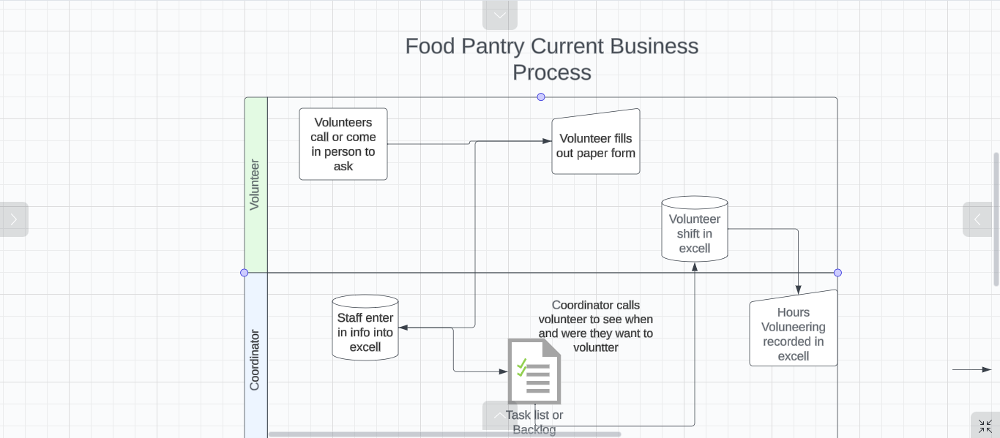 Food Pantry Current Business
Process
Volunteer
Volunteers
call or come
in person to
ask
Volunteer fills
out paper form
Volunteer
shift in
excell
Coordinator
Staff enter
in info into
excell
Coordinator calls
volunteer to see when
and were they want to
voluntter
Hours
Voluneering
recorded in
excell
Task list or
Backlog